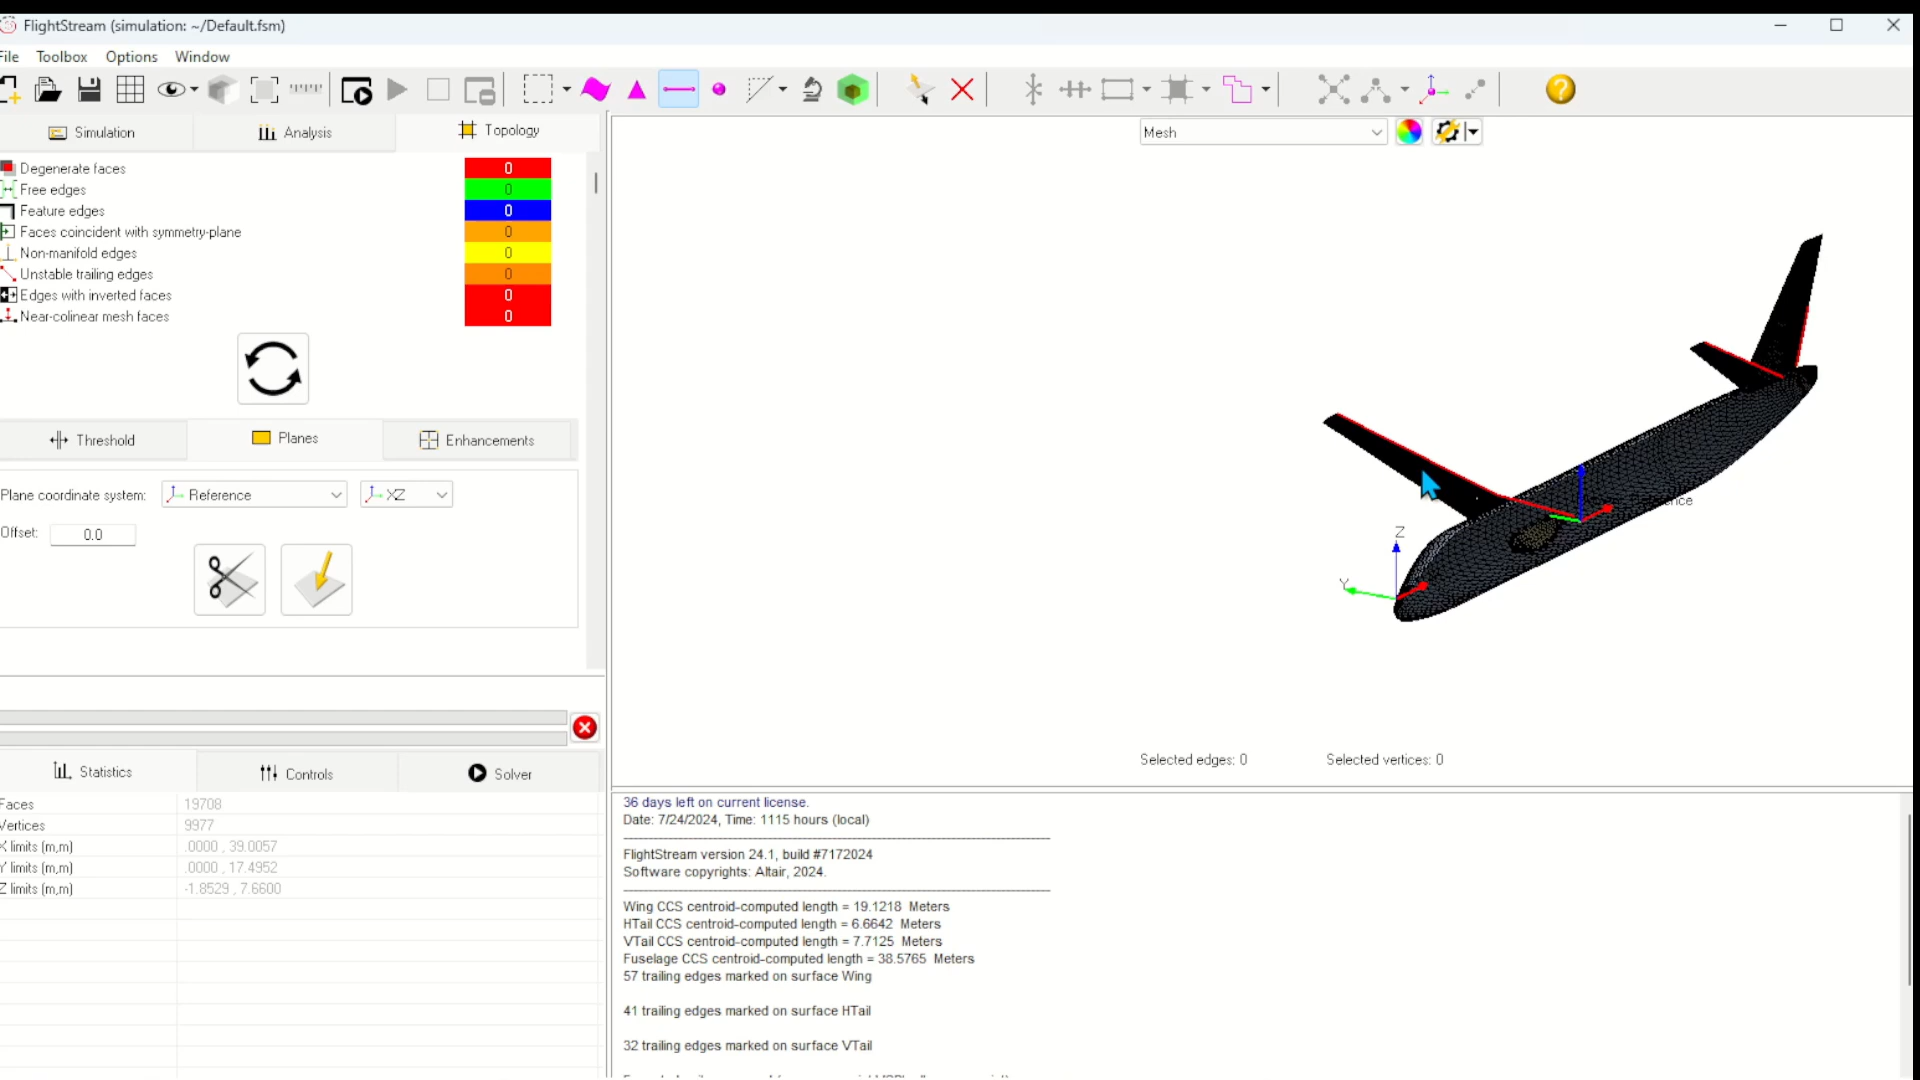 FlightStream (simulation: ~/Default.fsm)
File Toolbox Options Window
Simulation Analysis Topology
Mesh
Degenerate faces 0
Free edges 0
Feature edges 0
Faces coincident with symmetry-plane 0
Non-manifold edges 0
Unstable trailing edges 0
Edges with inverted faces 0
Near-colinear mesh faces 0
Threshold Planes Enhancements
Plane coordinate system: Reference XZ
Offset: 0.0
Z
Y
ence
Selected edges: 0 Selected vertices: 0
Statistics Controls Solver
Faces 19708
Vertices 9977
X limits (m,m) .0000 , 39.0057
Y limits (m,m) .0000 , 17.4952
Z limits (m,m) -1.8529 , 7.6600
36 days left on current license.
Date: 7/24/2024, Time: 1115 hours (local)
FlightStream version 24.1, build #7172024
Software copyrights: Altair, 2024.
Wing CCS centroid-computed length = 19.1218 Meters
HTail CCS centroid-computed length = 6.6642 Meters
VTail CCS centroid-computed length = 7.7125 Meters
Fuselage CCS centroid-computed length = 38.5765 Meters
57 trailing edges marked on surface Wing
41 trailing edges marked on surface HTail
32 trailing edges marked on surface VTail